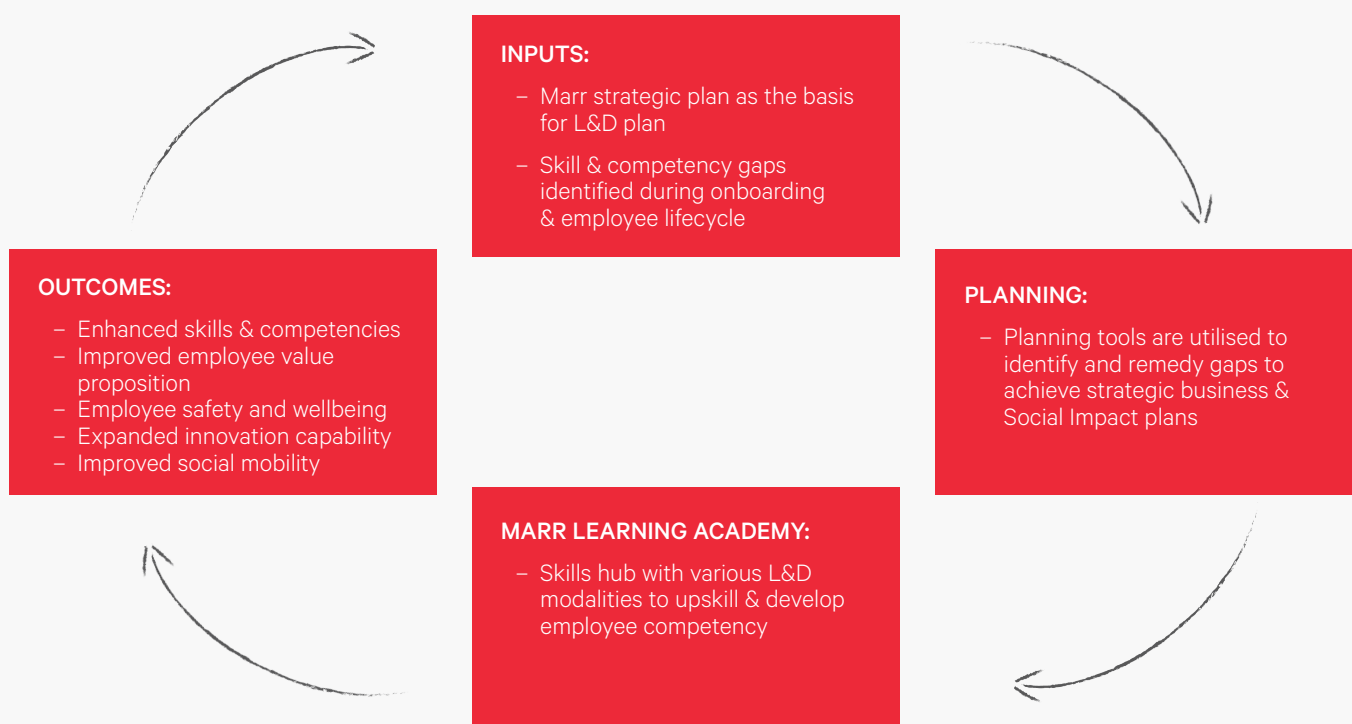 INPUTS:
– Marr strategic plan as the basis
for L&D plan
– Skill & competency gaps
identified during onboarding
& employee lifecycle
PLANNING:
– Planning tools are utilised to
identify and remedy gaps to
achieve strategic business &
Social Impact plans
MARR LEARNING ACADEMY:
– Skills hub with various L&D
modalities to upskill & develop
employee competency
OUTCOMES:
– Enhanced skills & competencies
– Improved employee value
proposition
– Employee safety and wellbeing
– Expanded innovation capability
– Improved social mobility